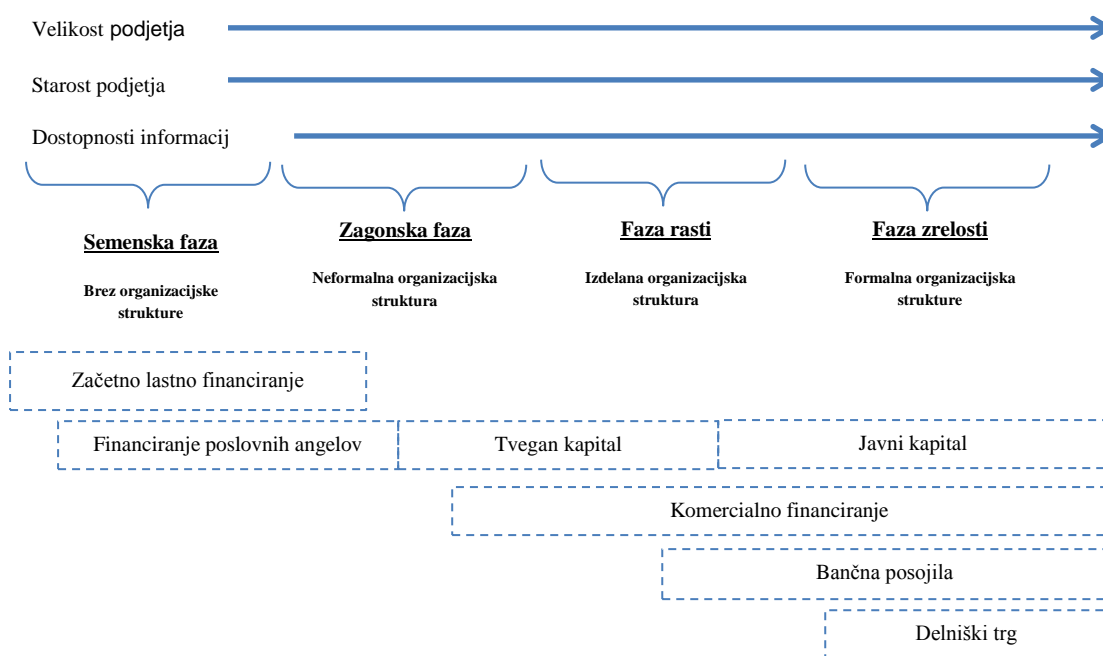 Velikost podjetja
Starost podjetja
Dostopnosti informacij
Semenska faza
Brez organizacijske
strukture
Zagonska faza
Neformalna organizacijska
struktura
Faza rasti
Izdelana organizacijska
struktura
Faza zrelosti
Formalna organizacijska
strukture
Začetno lastno financiranje
Financiranje poslovnih angelov
Tvegan kapital
Javni kapital
Komercialno financiranje
Bančna posojila
Delniški trg